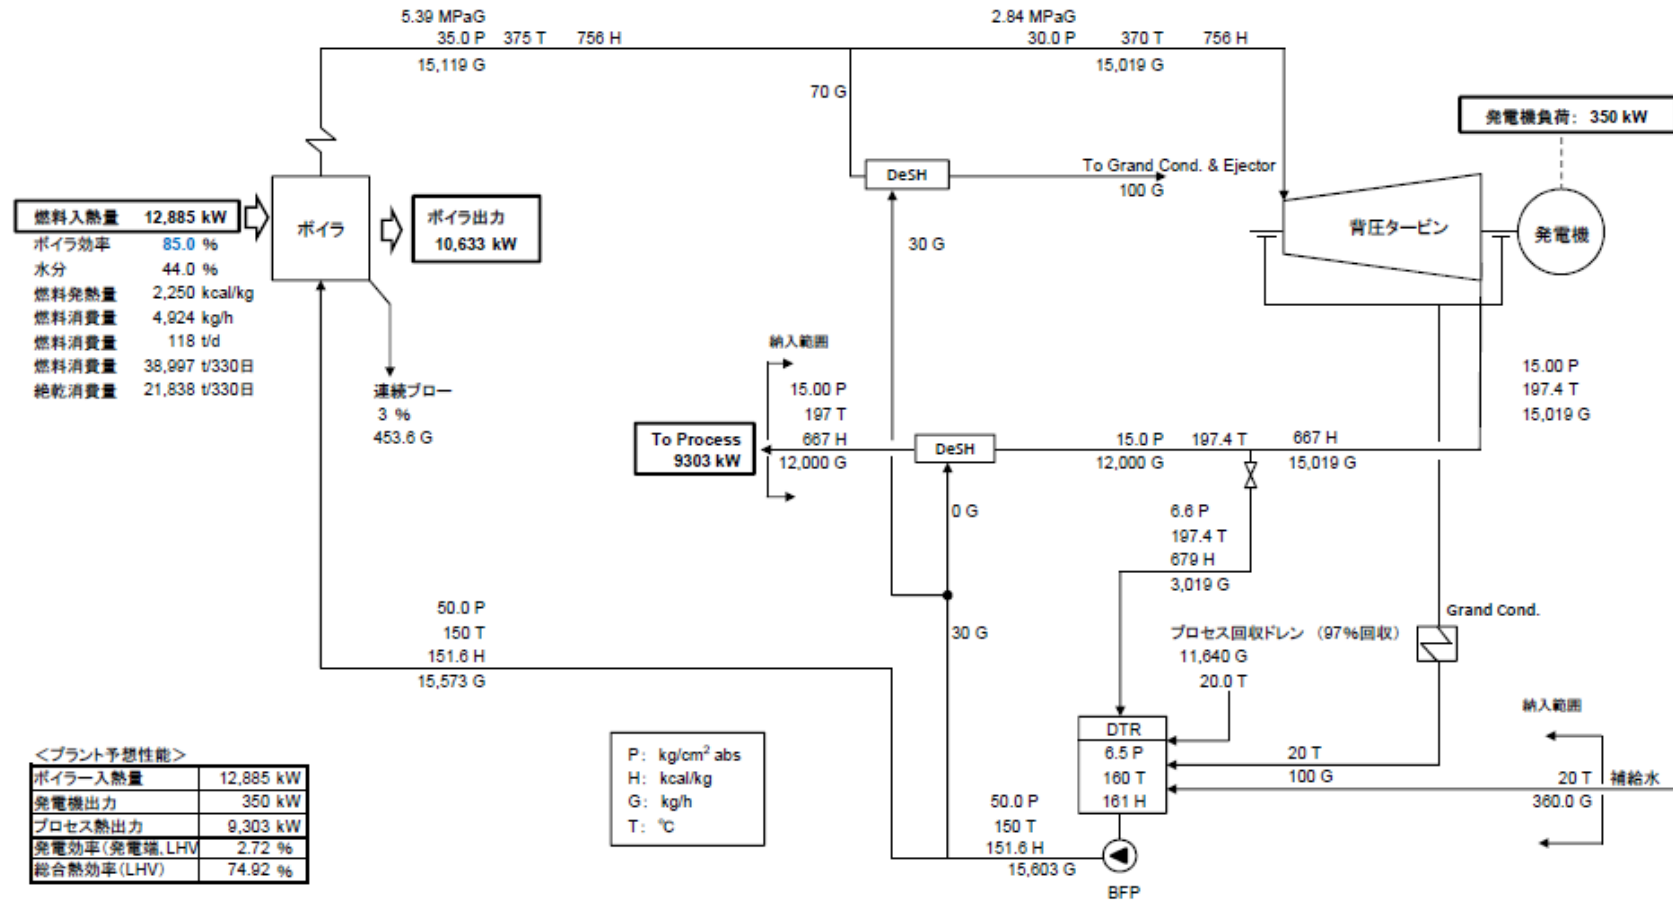 5.39 MPaG
35.0 P 375 T 756 H
15,119 G
2.84 MPaG
30.0 P 370 T 756 H
15,019 G
70 G
発電機負荷: 350 kW
DeSH
To Grand Cond. & Ejector
100 G
燃料入熱量 12,885 kW
ボイラ効率 85.0 %
水分 44.0 %
燃料発熱量 2,250 kcal/kg
燃料消費量 4,924 kg/h
燃料消費量 118 t/d
燃料消費量 38,997 t/330日
絶乾消費量 21,838 t/330日
ボイラ
ボイラ出力
10,633 kW
30 G
背圧タービン
発電機
連続ブロー
3 %
453.6 G
納入範囲
15.00 P
197 T
667 H
12,000 G
To Process
9303 kW
DeSH
15.0 P 197.4 T 667 H
12,000 G 15,019 G
15.00 P
197.4 T
15,019 G
0 G
6.6 P
197.4 T
679 H
3,019 G
50.0 P
150 T
151.6 H
15,573 G
30 G
プロセス回収ドレン (97%回収)
11,640 G
20.0 T
Grand Cond.
納入範囲
DTR
6.5 P
160 T
161 H
20 T
100 G
20 T 補給水
360.0 G
50.0 P
150 T
151.6 H
15,603 G
BFP
P: kg/cm² abs
H: kcal/kg
G: kg/h
T: ℃
<プラント予想性能>
ボイラー入熱量 12,885 kW
発電機出力 350 kW
プロセス熱出力 9,303 kW
発電効率(発電端、LHV 2.72 %
総合熱効率(LHV) 74.92 %